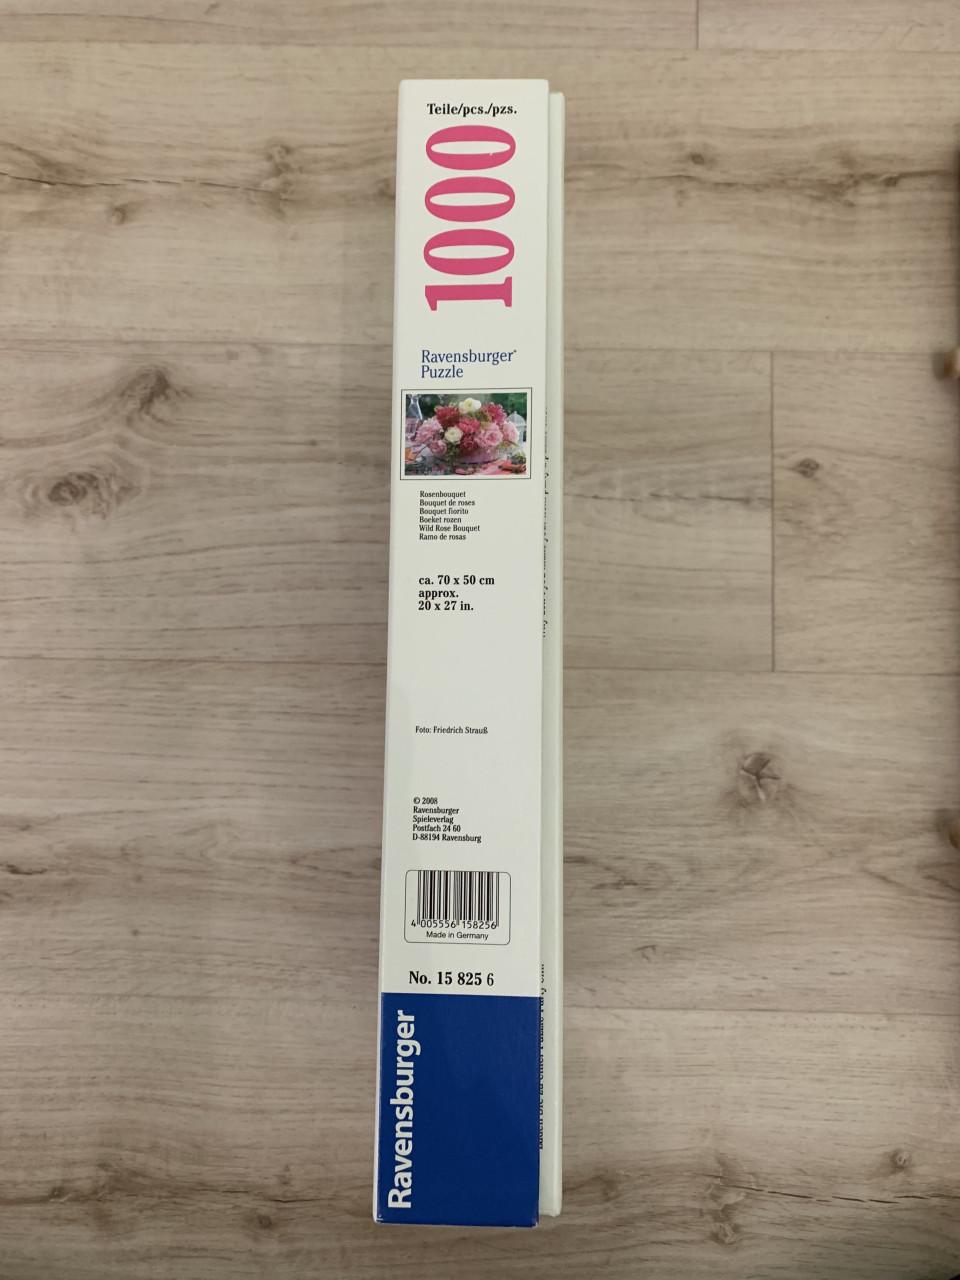 Teile/pcs./pzs.
1000
Ravensburger®
Puzzle
Rosenbouquet
Bouquet de roses
Bouquet fiorito
Boeket rozen
Wild Rose Bouquet
Ramo de rosas
ca. 70 x 50 cm
approx.
20 x 27 in.
Foto: Friedrich Strauß
© 2008
Ravensburger
Spieleverlag
Postfach 24 60
D-88194 Ravensburg
4 005556 158256
Made in Germany
No. 15 825 6
Ravensburger